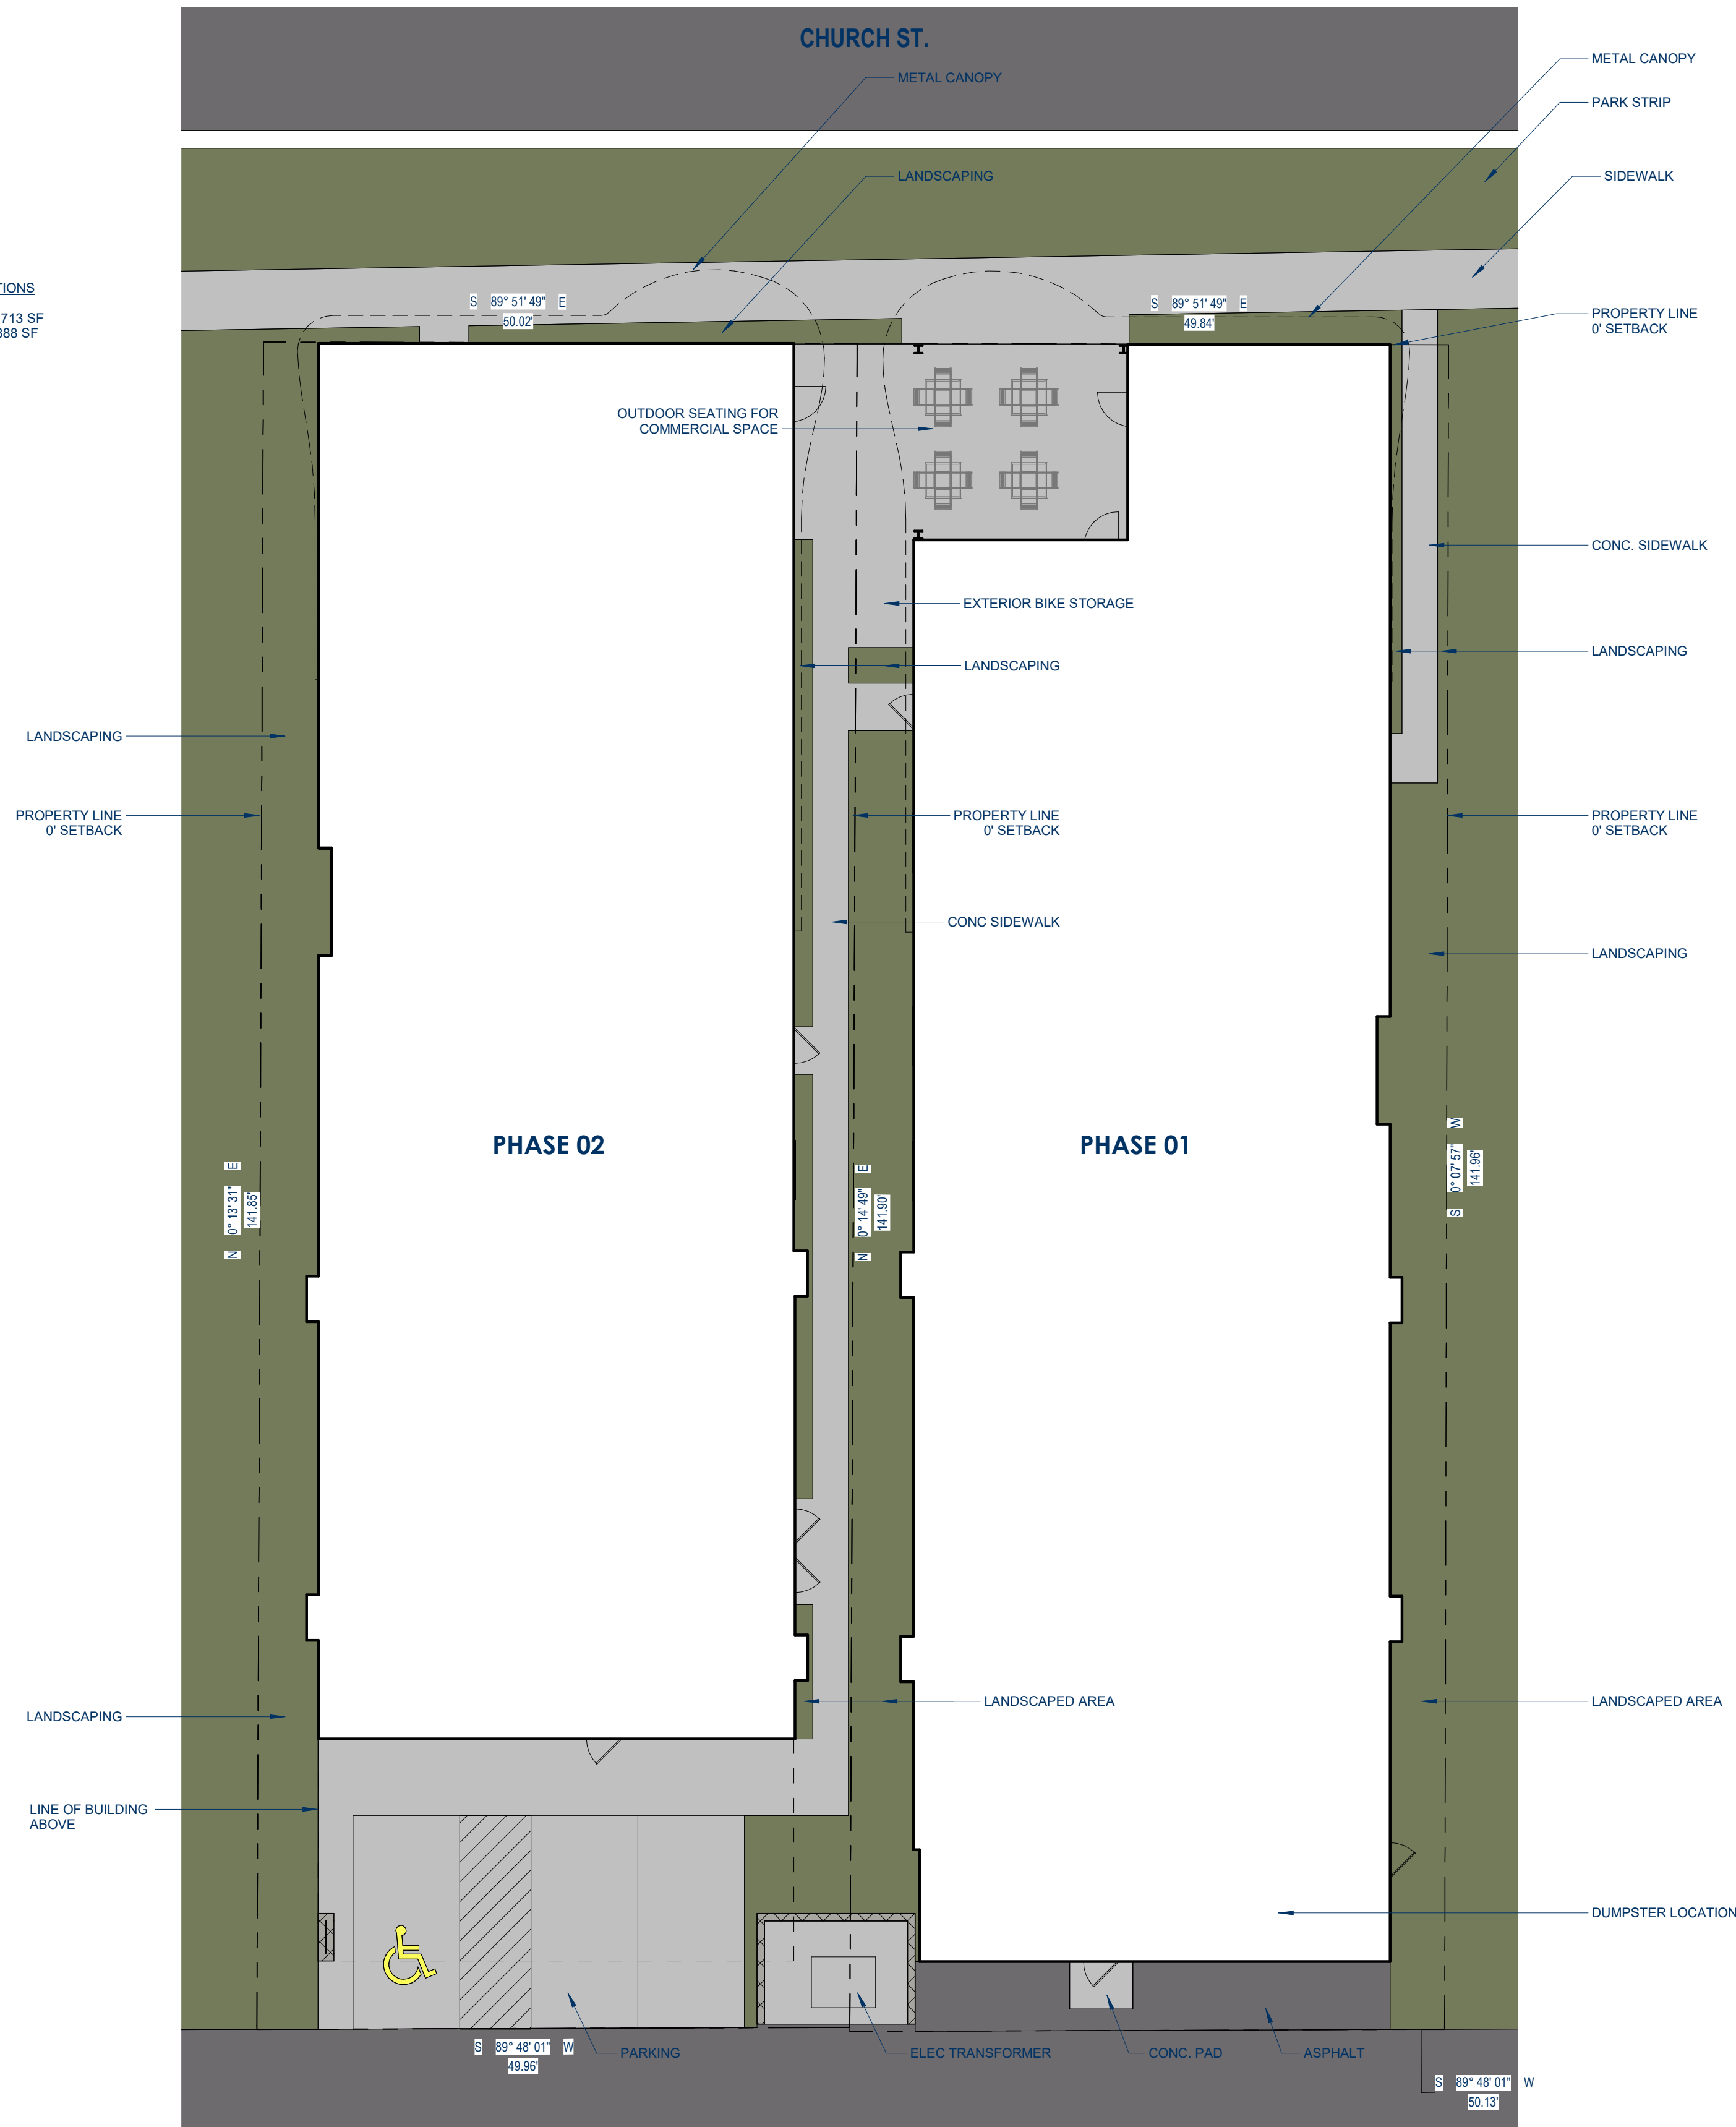 CHURCH ST.
METAL CANOPY
METAL CANOPY
PARK STRIP
LANDSCAPING
SIDEWALK
TIONS
713 SF
388 SF
S 89° 51' 49" E
50.02'
S 89° 51' 49" E
49.84'
PROPERTY LINE
0' SETBACK
OUTDOOR SEATING FOR
COMMERCIAL SPACE
CONC. SIDEWALK
EXTERIOR BIKE STORAGE
LANDSCAPING
LANDSCAPING
LANDSCAPING
PROPERTY LINE
0' SETBACK
PROPERTY LINE
0' SETBACK
PROPERTY LINE
0' SETBACK
CONC SIDEWALK
LANDSCAPING
PHASE 02
PHASE 01
N 0° 13' 31" E
141.85'
N 0° 14' 49" E
141.90'
S 0° 07' 57" W
141.96'
LANDSCAPING
LANDSCAPED AREA
LANDSCAPED AREA
LINE OF BUILDING
ABOVE
DUMPSTER LOCATION
S 89° 48' 01" W
49.96'
PARKING
ELEC TRANSFORMER
CONC. PAD
ASPHALT
S 89° 48' 01" W
50.13'